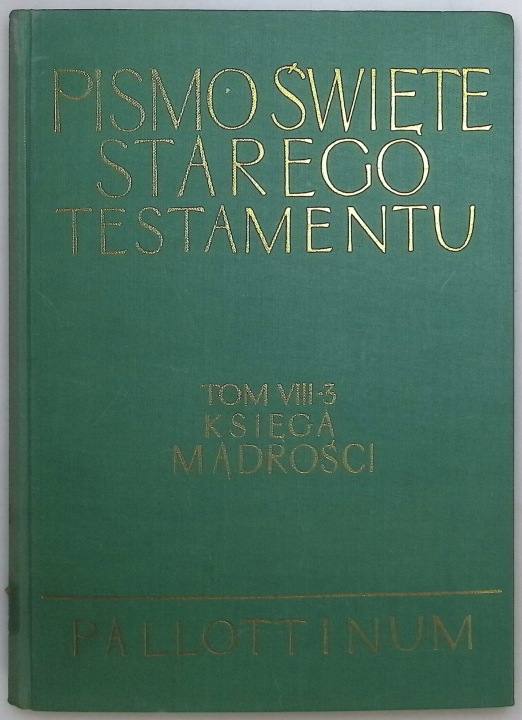 PISMO ŚWIĘTE
STAREGO
TESTAMENTU
TOM VIII-3
KSIĘGA
MĄDROŚCI
PALLOTTINUM